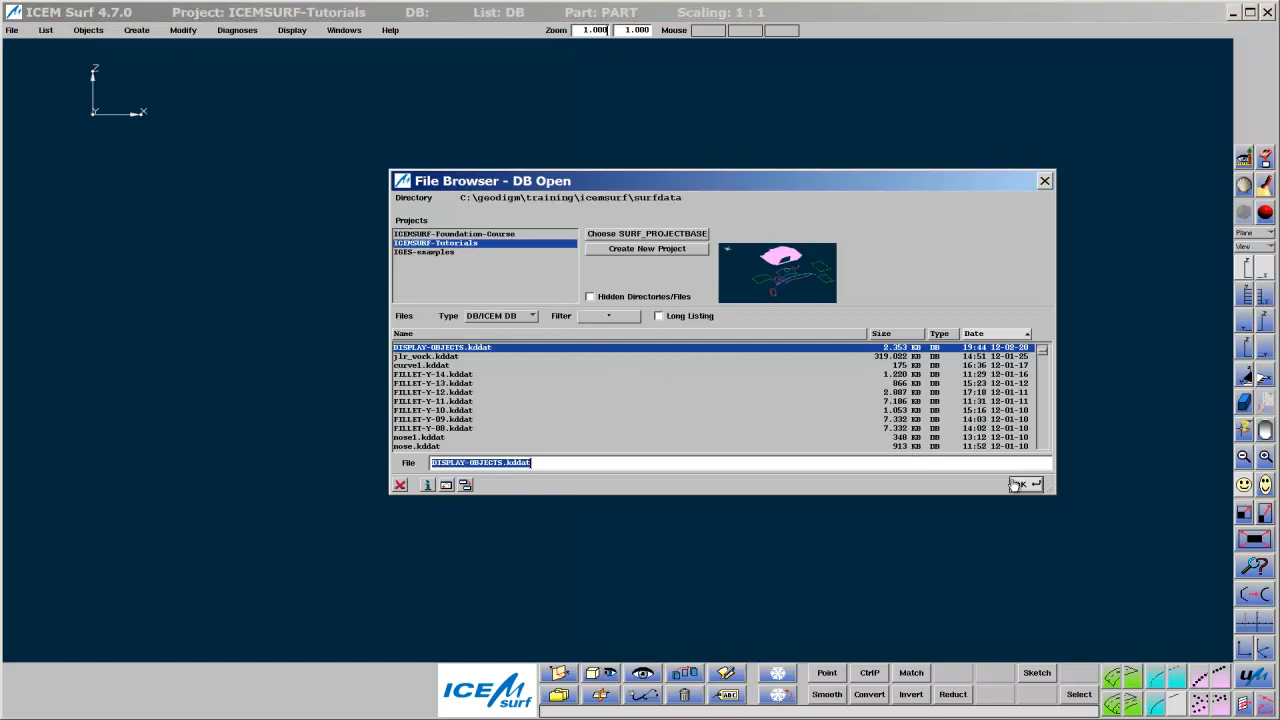 ICEM Surf 4.7.0 Project: ICEMSURF-Tutorials DB: List: DB Part: PART Scaling: 1 : 1
File List Objects Create Modify Diagnoses Display Windows Help Zoom 1.000 1.000 Mouse
Z
Y X
File Browser - DB Open
Directory C:\geodigm\training\icemsurf\surfdata
Projects
ICEMSURF-Foundation-Course
ICEMSURF-Tutorials
IGES-examples
Choose SURF_PROJECTBASE
Create New Project
Hidden Directories/Files
Files Type DB/ICEM DB Filter * Long Listing
Name Size Type Date
DISPLAY-OBJECTS.kddat 2.353 KB DB 19:44 12-02-20
jlr_work.kddat 319.022 KB DB 14:51 12-01-25
curve1.kddat 175 KB DB 16:36 12-01-17
FILLET-Y-14.kddat 1.220 KB DB 11:29 12-01-16
FILLET-Y-13.kddat 866 KB DB 15:23 12-01-12
FILLET-Y-12.kddat 2.887 KB DB 17:18 12-01-11
FILLET-Y-11.kddat 7.186 KB DB 11:31 12-01-11
FILLET-Y-10.kddat 1.053 KB DB 15:16 12-01-10
FILLET-Y-09.kddat 7.332 KB DB 14:03 12-01-10
FILLET-Y-08.kddat 7.332 KB DB 14:02 12-01-10
nose1.kddat 348 KB DB 13:12 12-01-10
nose.kddat 913 KB DB 11:52 12-01-10
File DISPLAY-OBJECTS.kddat
Plane
View
ICEM
surf
Point CtrlP Match Sketch
ABC Smooth Convert Invert Reduct Select